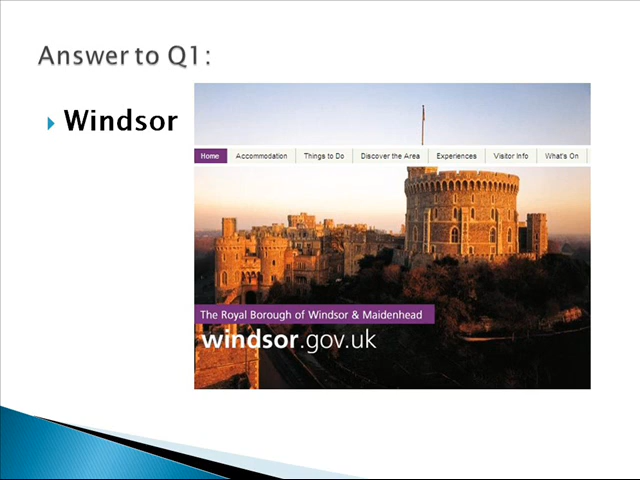 Answer to Q1:
Windsor
Home Accommodation Things to Do Discover the Area Experiences Visitor Info What's On
The Royal Borough of Windsor & Maidenhead
windsor.gov.uk